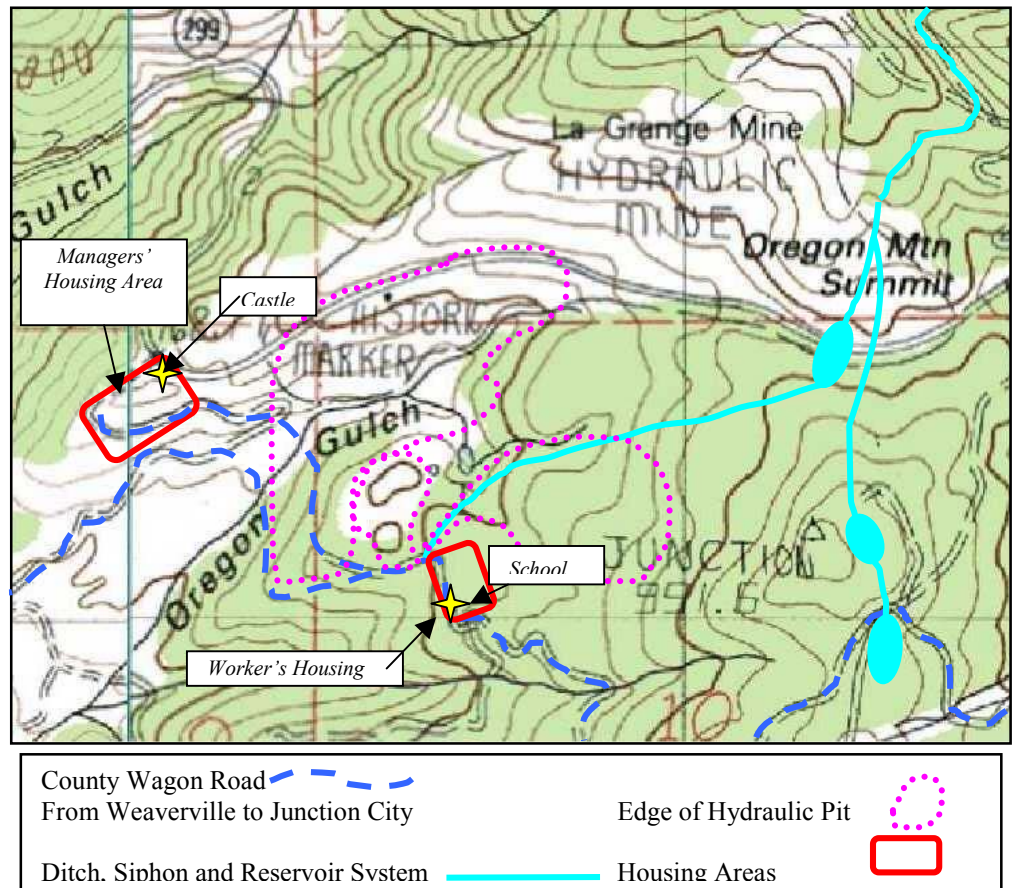 299
La Grange Mine
HYDRAULIC
MINE
Gulch
2
Oregon Mtn
Summit
Managers'
Housing Area
Castle
HISTORIC
MARKER
Gulch
Oregon
JUNCTION
School
Worker's Housing
10
County Wagon Road
From Weaverville to Junction City
Edge of Hydraulic Pit
Ditch, Siphon and Reservoir System
Housing Areas